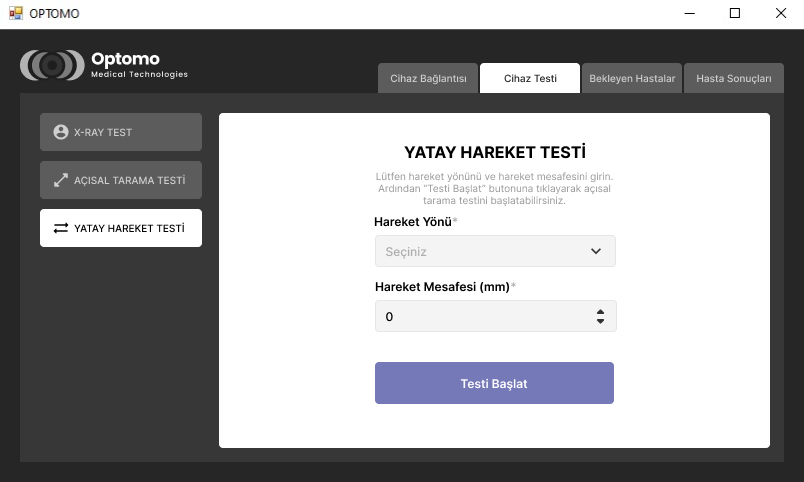 OPTOMO
Optomo
Medical Technologies
Cihaz Bağlantısı
Cihaz Testi
Bekleyen Hastalar
Hasta Sonuçları
X-RAY TEST
AÇISAL TARAMA TESTİ
YATAY HAREKET TESTİ
YATAY HAREKET TESTİ
Lütfen hareket yönünü ve hareket mesafesini girin.
Ardından "Testi Başlat" butonuna tıklayarak açısal
tarama testini başlatabilirsiniz.
Hareket Yönü*
Seçiniz
Hareket Mesafesi (mm)*
0
Testi Başlat